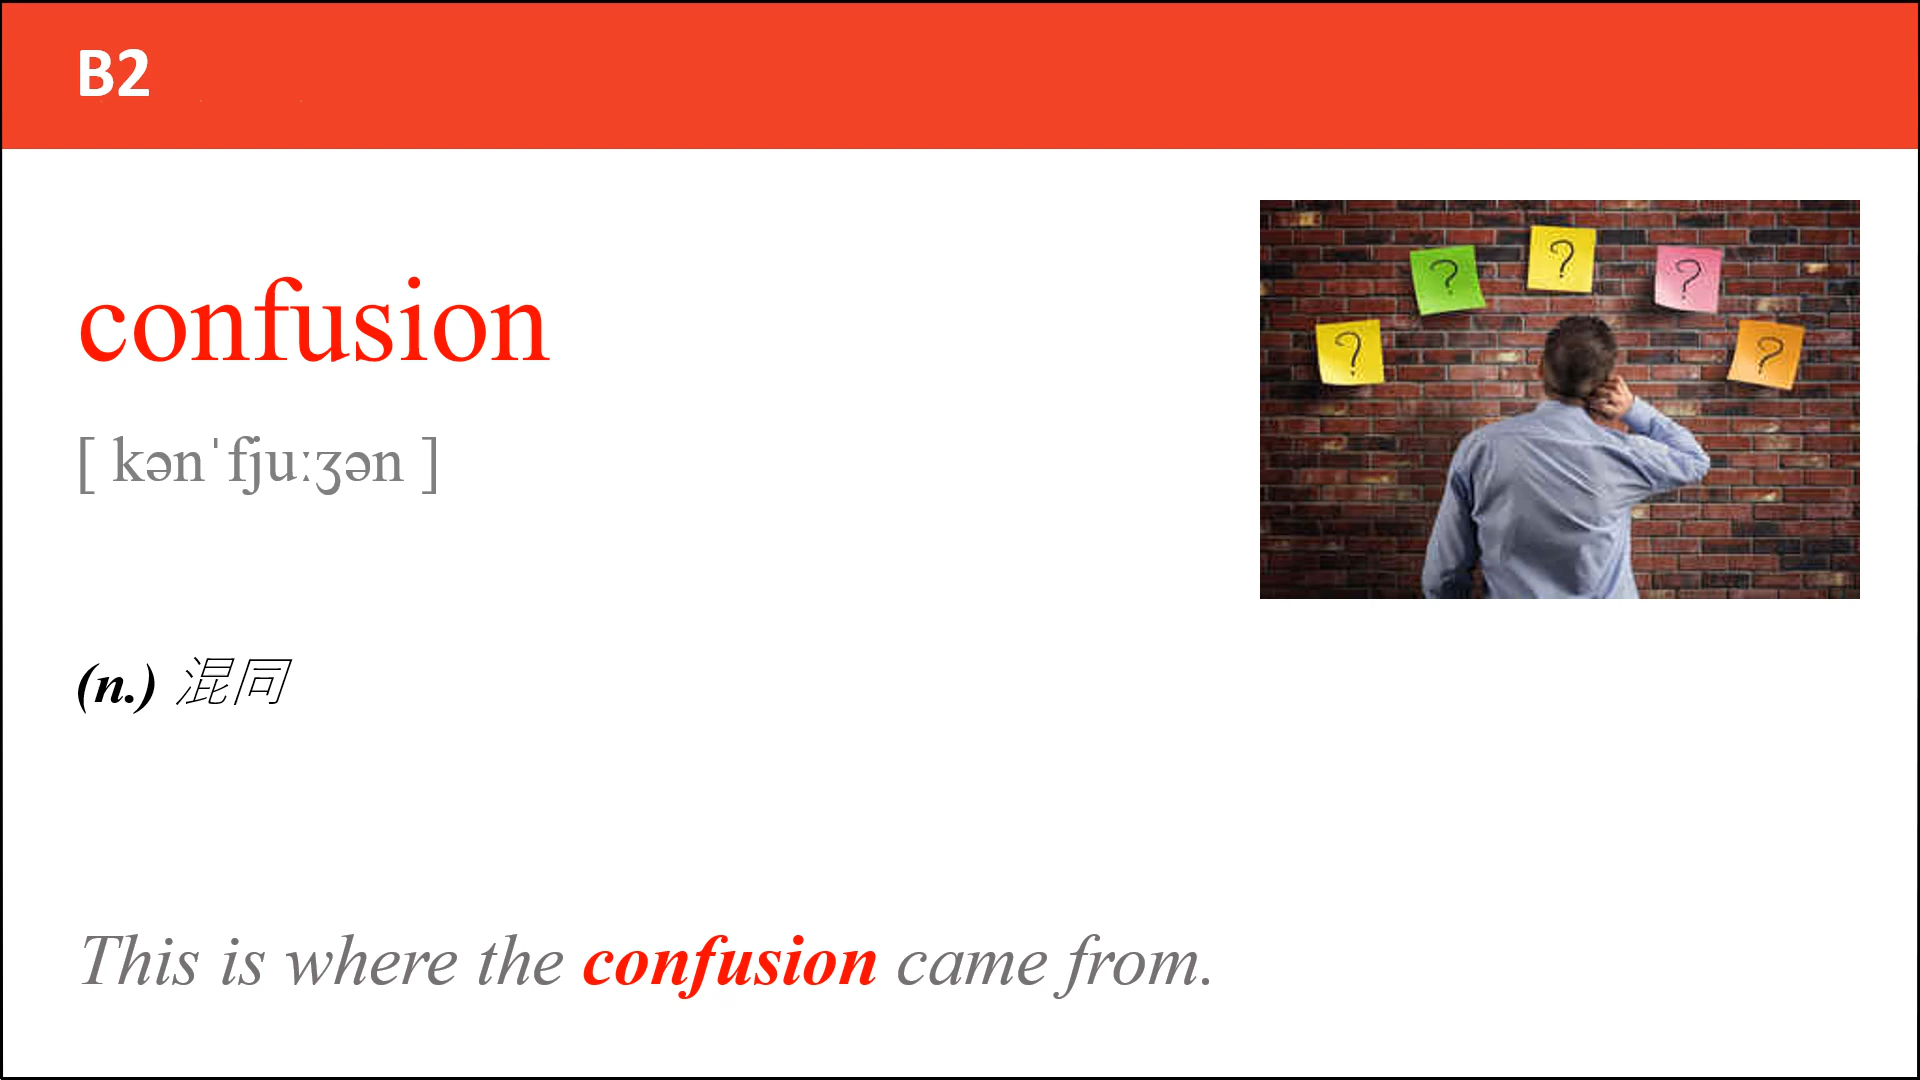 B2
confusion
[ kənˈfjuːʒən ]
(n.) 混同
? ? ? ? ?
This is where the confusion came from.